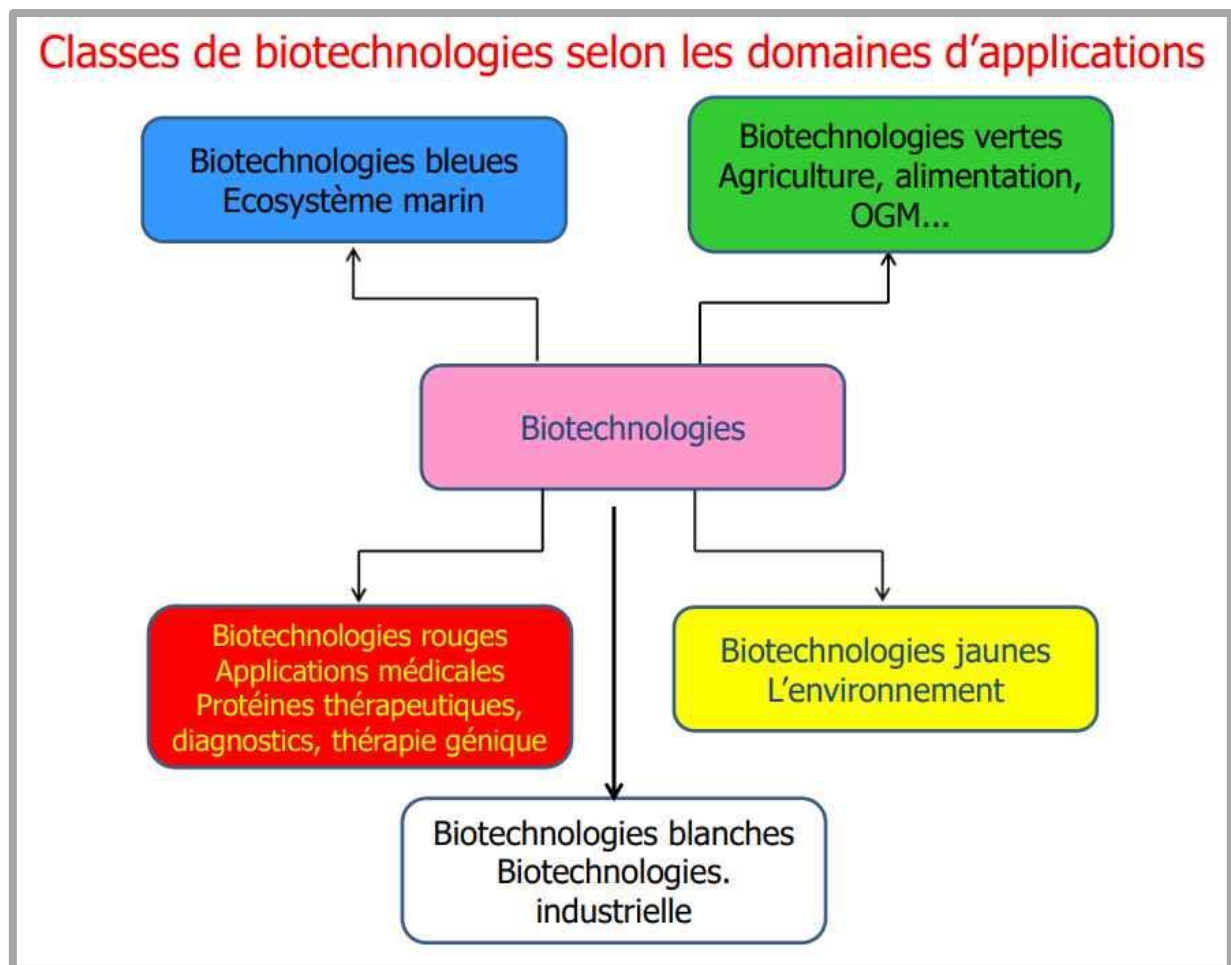 Classes de biotechnologies selon les domaines d’applications
Biotechnologies bleues
Ecosystème marin
Biotechnologies vertes
Agriculture, alimentation,
OGM...
Biotechnologies
Biotechnologies rouges
Applications médicales
Protéines thérapeutiques,
diagnostics, thérapie génique
Biotechnologies jaunes
L’environnement
Biotechnologies blanches
Biotechnologies.
industrielle